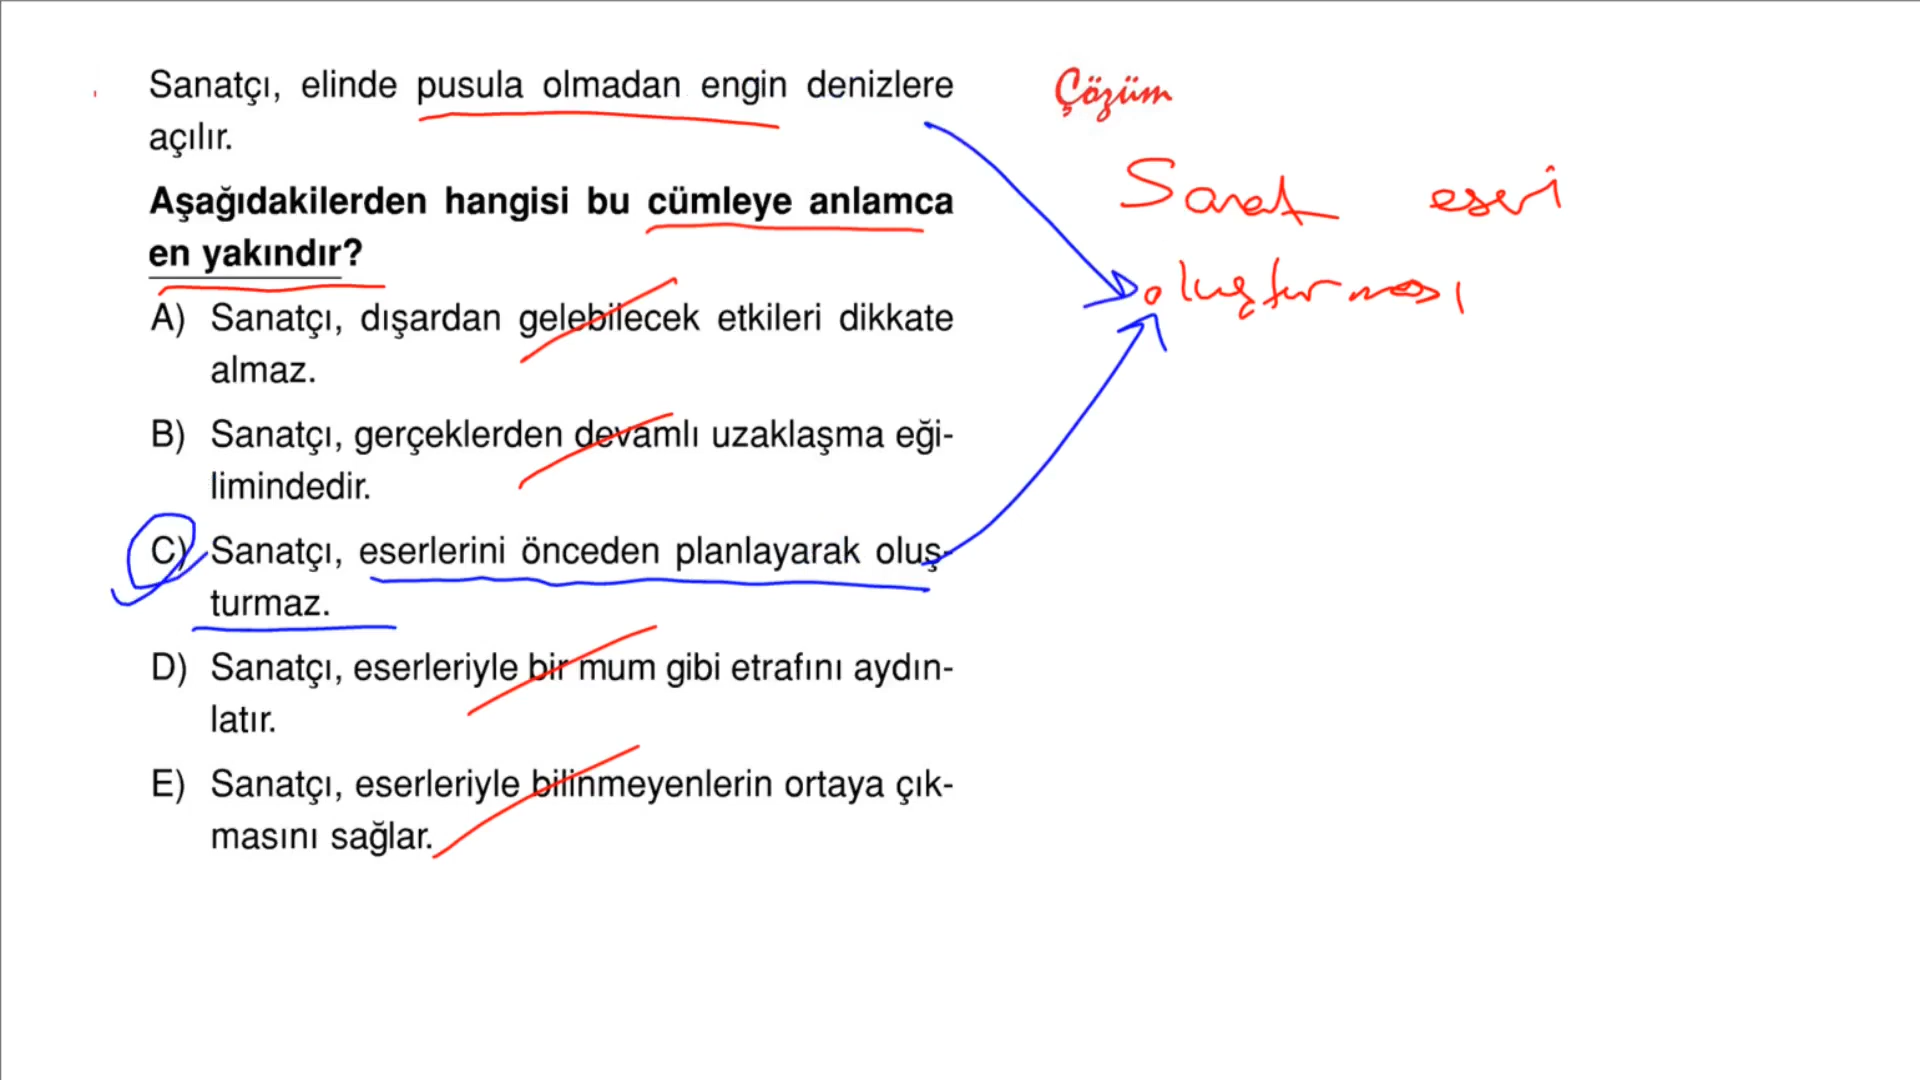 Sanatçı, elinde pusula olmadan engin denizlere
açılır.
Aşağıdakilerden hangisi bu cümleye anlamca
en yakındır?
A) Sanatçı, dışardan gelebilecek etkileri dikkate
almaz.
B) Sanatçı, gerçeklerden devamlı uzaklaşma eği-
limindedir.
C) Sanatçı, eserlerini önceden planlayarak oluş-
turmaz.
D) Sanatçı, eserleriyle bir mum gibi etrafını aydın-
latır.
E) Sanatçı, eserleriyle bilinmeyenlerin ortaya çık-
masını sağlar.
Çözüm
Sanat eseri
oluşturması